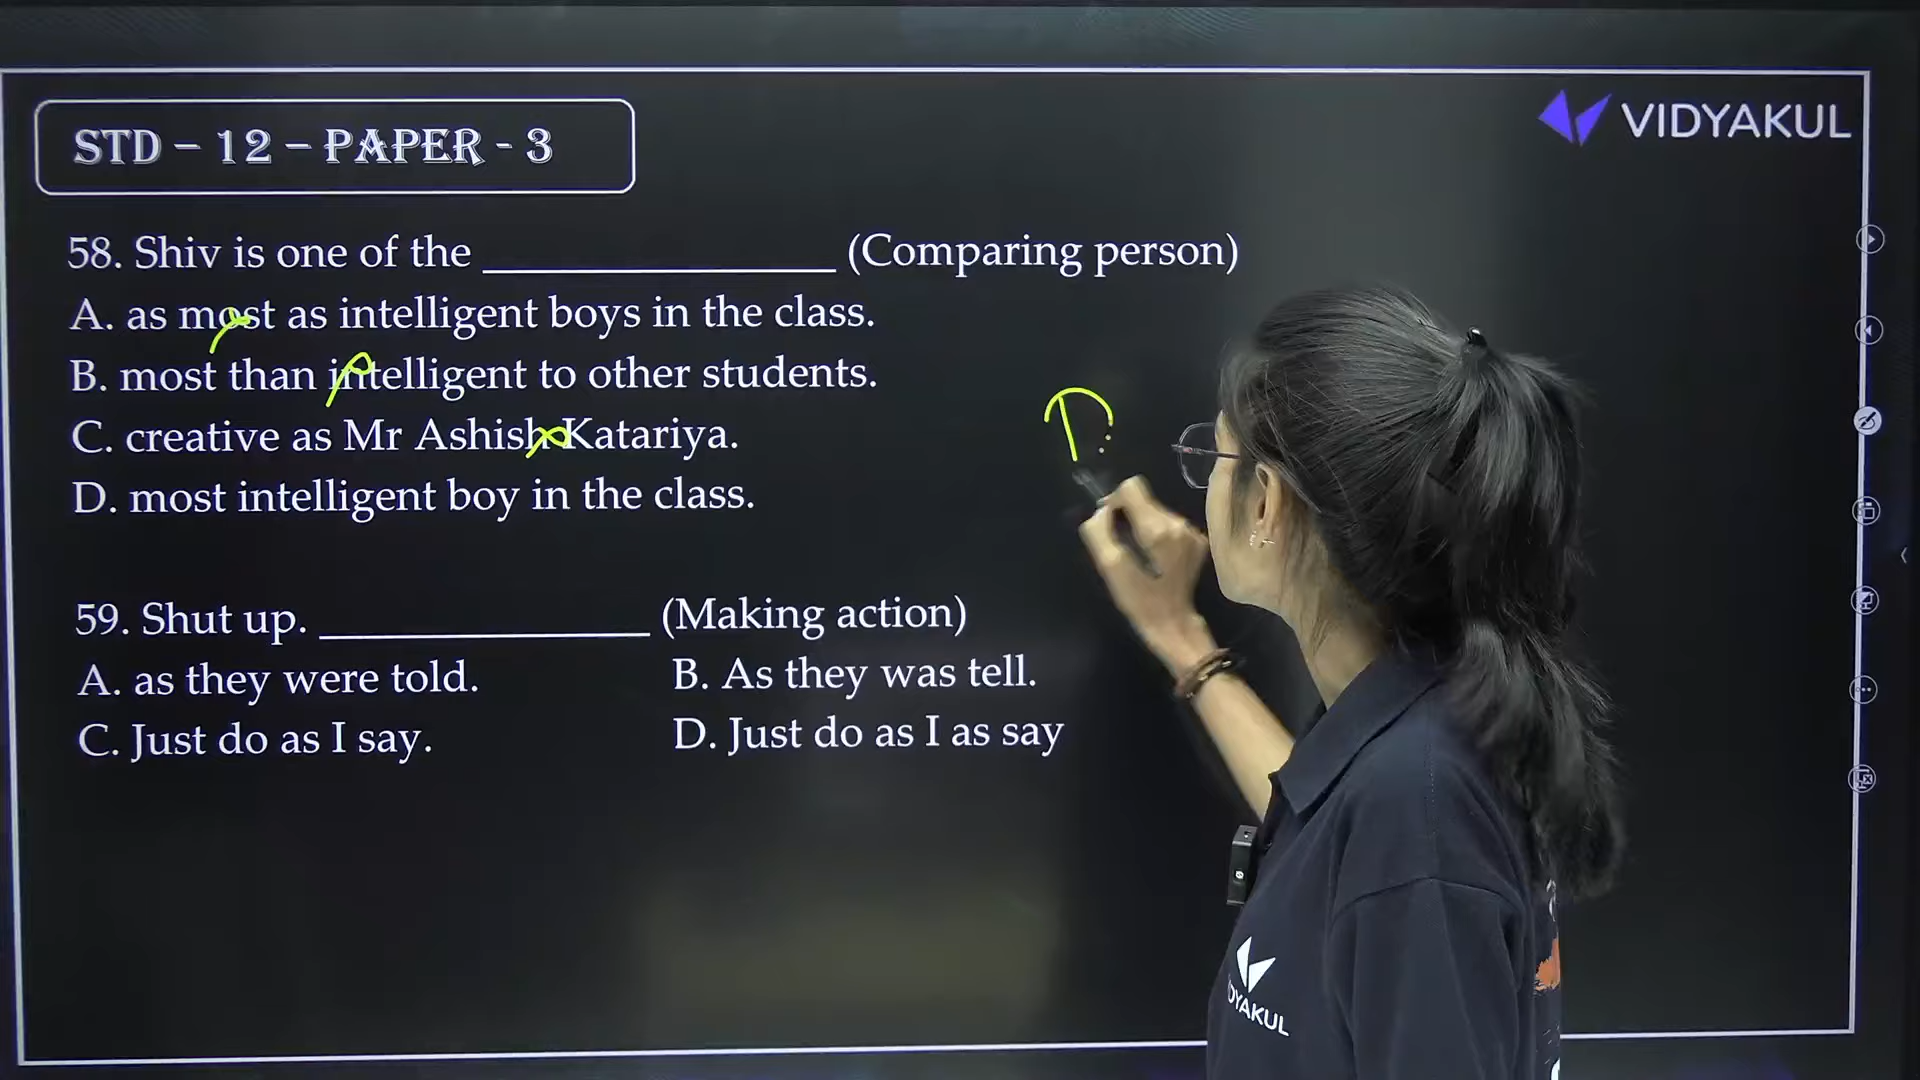 STD – 12 – PAPER - 3
VIDYAKUL
58. Shiv is one of the ________________ (Comparing person)
A. as most as intelligent boys in the class.
B. most than intelligent to other students.
C. creative as Mr Ashish Katariya.
D. most intelligent boy in the class.
59. Shut up. ________________ (Making action)
A. as they were told.
B. As they was tell.
C. Just do as I say.
D. Just do as I as say
DYAKUL